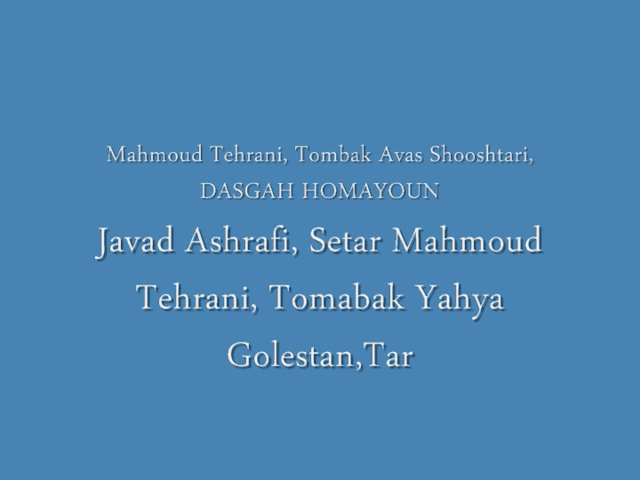 Mahmoud Tehrani, Tombak Avas Shooshtari,
DASGAH HOMAYOUN
Javad Ashrafi, Setar Mahmoud
Tehrani, Tomabak Yahya
Golestan,Tar